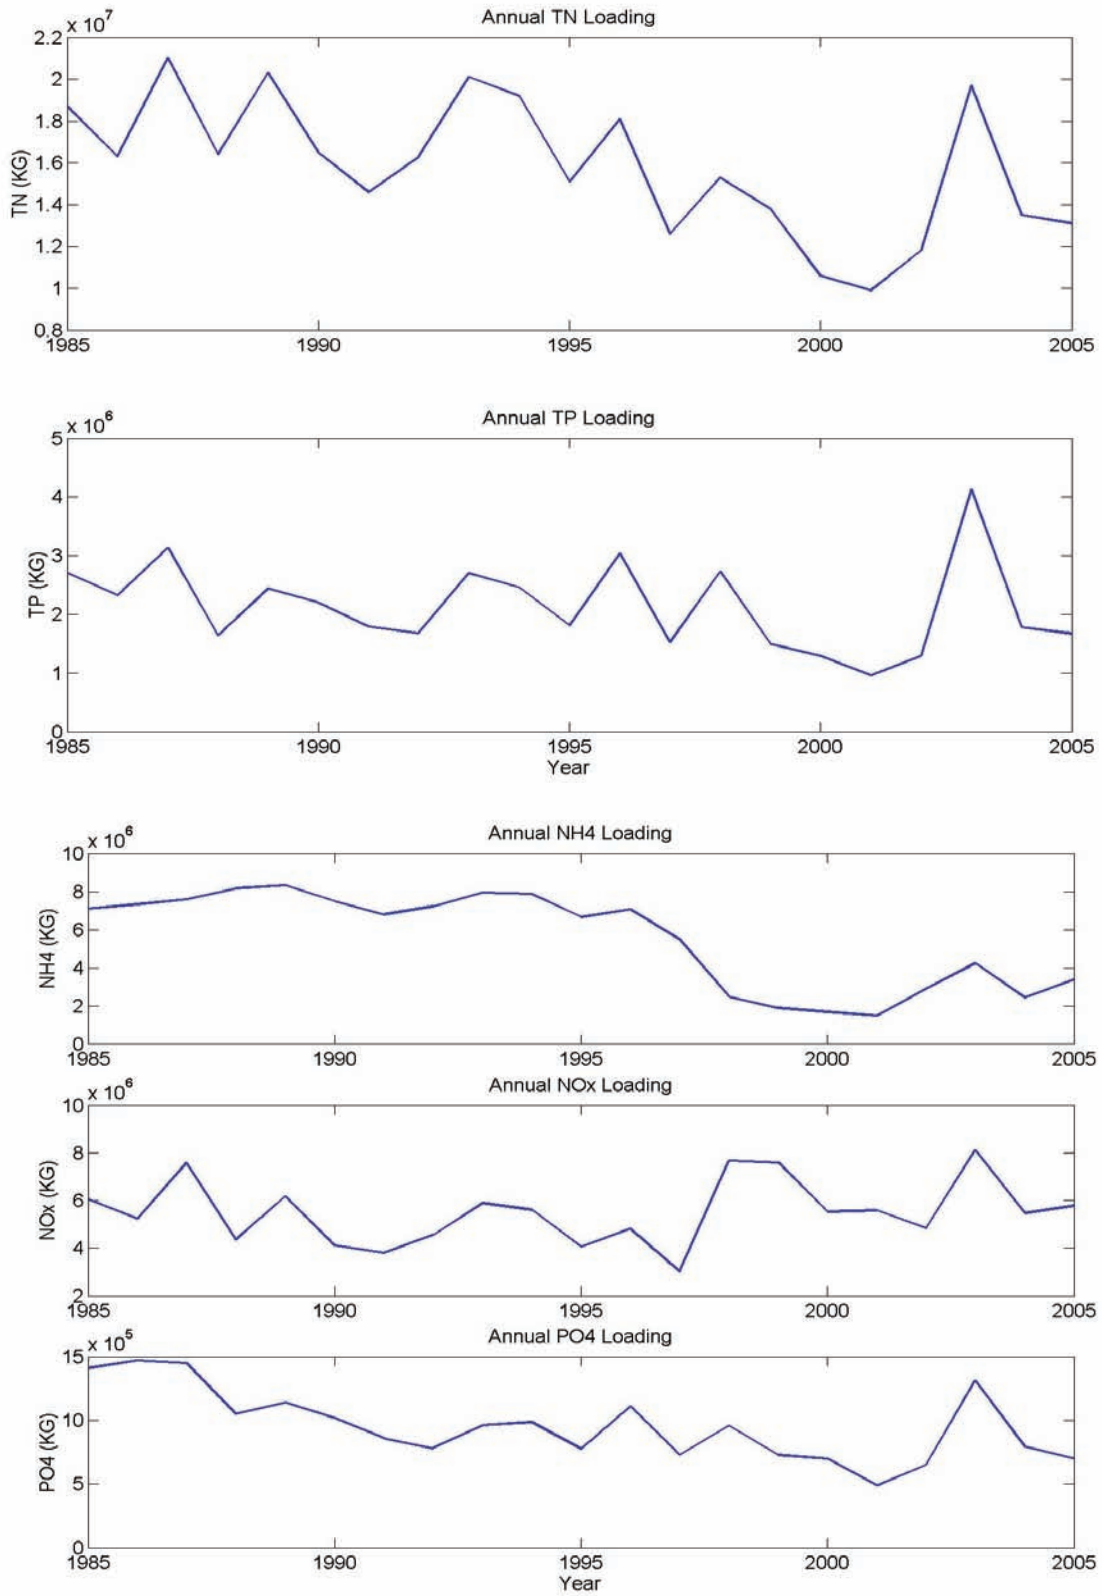 Annual TN Loading
x 10^7
2.2
2
1.8
1.6
1.4
1.2
1
0.8
TN (KG)
1985 1990 1995 2000 2005
Annual TP Loading
x 10^6
5
4
3
2
1
0
TP (KG)
1985 1990 1995 2000 2005
Year
Annual NH4 Loading
x 10^6
10
8
6
4
2
0
NH4 (KG)
1985 1990 1995 2000 2005
Annual NOx Loading
x 10^6
10
8
6
4
2
NOx (KG)
1985 1990 1995 2000 2005
Annual PO4 Loading
x 10^5
15
10
5
0
PO4 (KG)
1985 1990 1995 2000 2005
Year